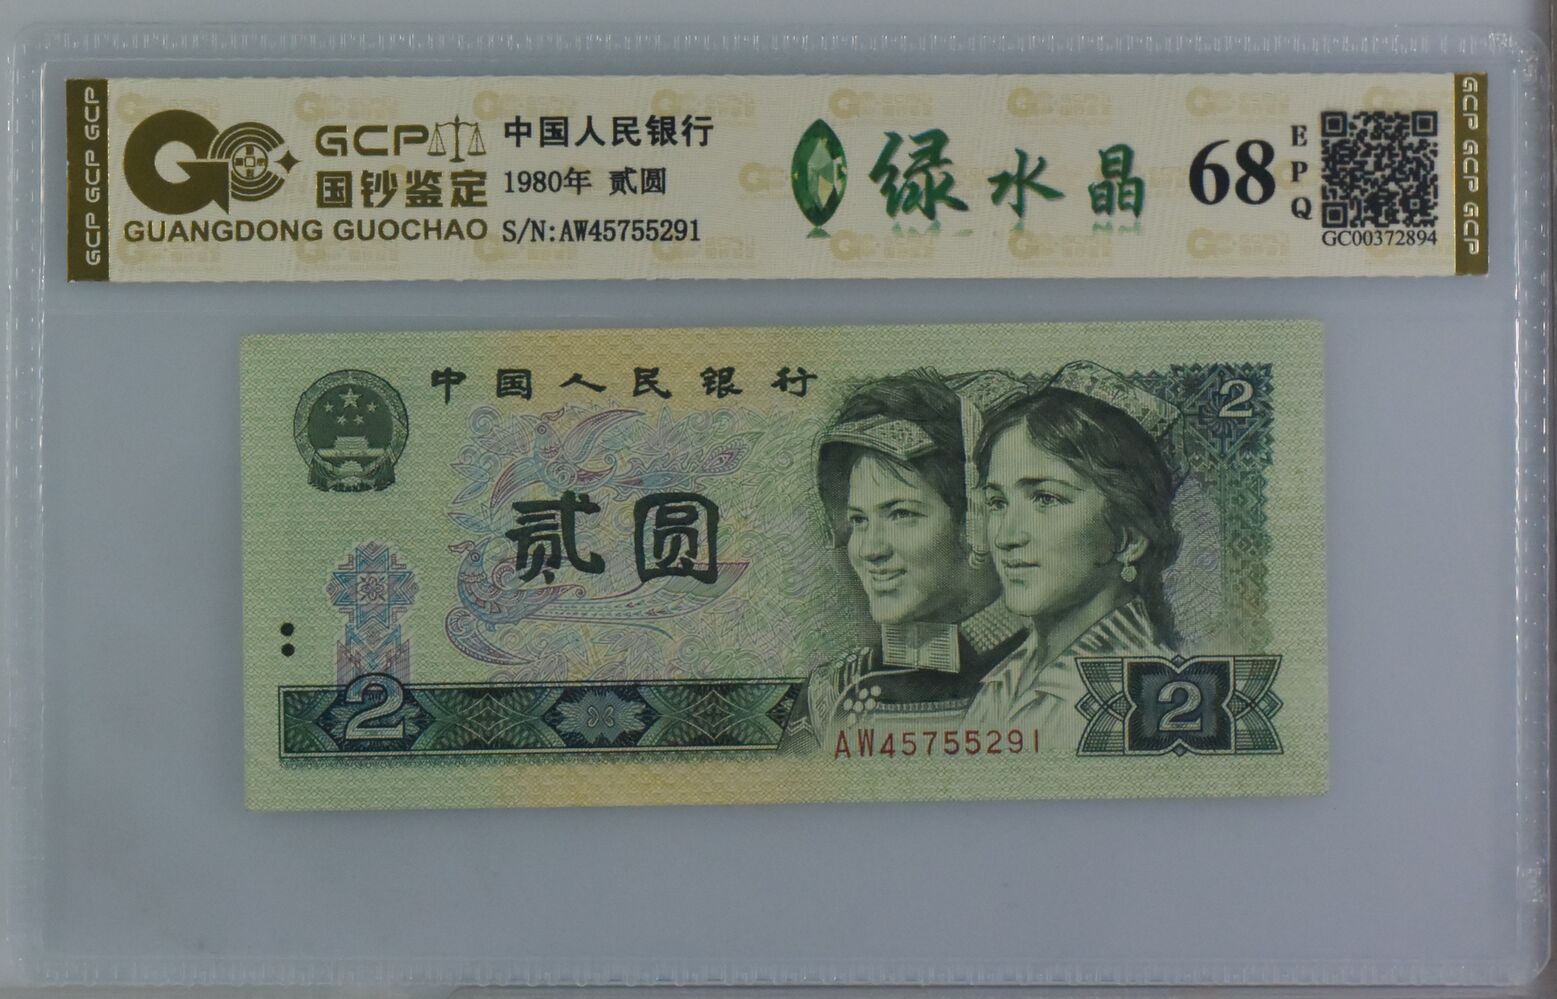 GCP GCP GCP
GCP
国钞鉴定
GUANGDONG GUOCHAO
中国人民银行
1980年 贰圆
S/N:AW45755291
绿水晶
68
EPQ
GC00372894
GCP GCP GCP
中国人民银行
2
贰圆
2
2
AW45755291